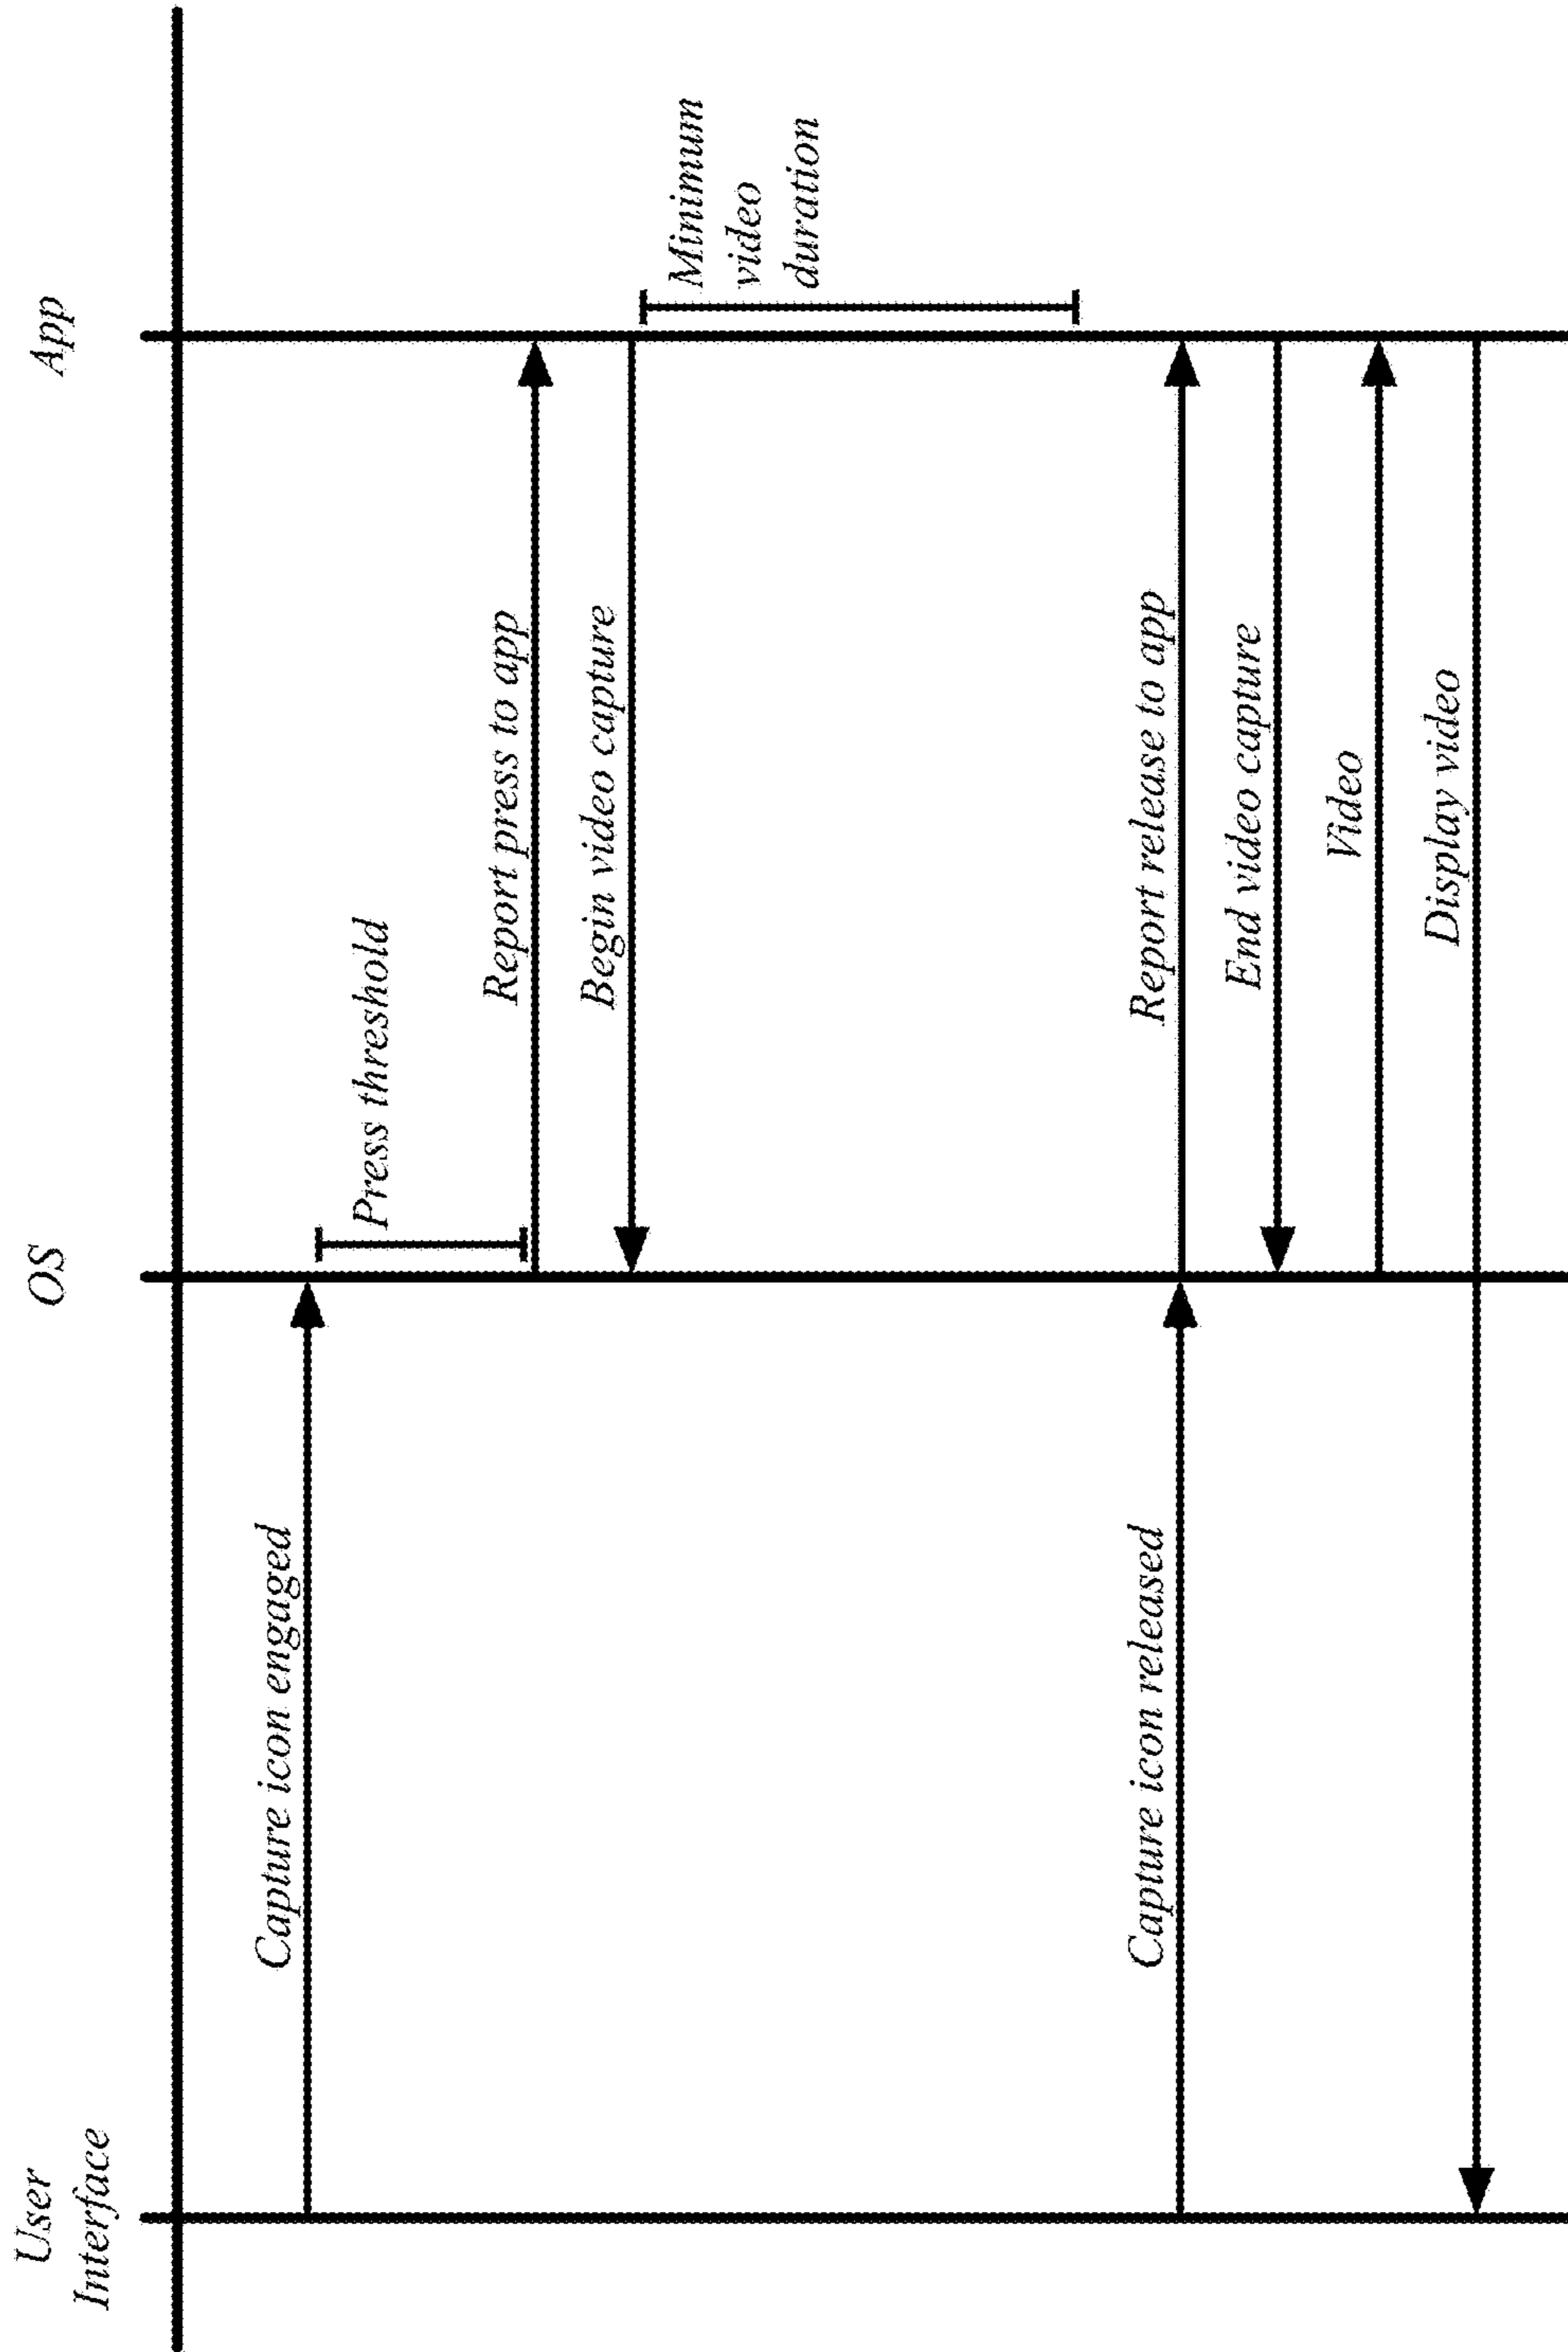 User
Interface
OS
App
Capture icon engaged
Press threshold
Report press to app
Begin video capture
Minimum
video
duration
Capture icon released
Report release to app
End video capture
Video
Display video